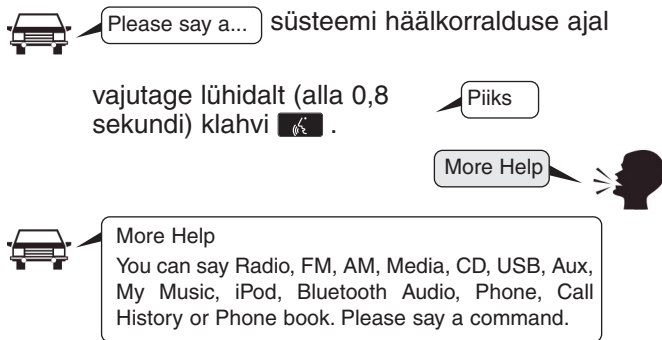 Please say a... süsteemi häälkorralduse ajal
vajutage lühidalt (alla 0,8
sekundi) klahvi .
Piiks
More Help
More Help
You can say Radio, FM, AM, Media, CD, USB, Aux,
My Music, iPod, Bluetooth Audio, Phone, Call
History or Phone book. Please say a command.